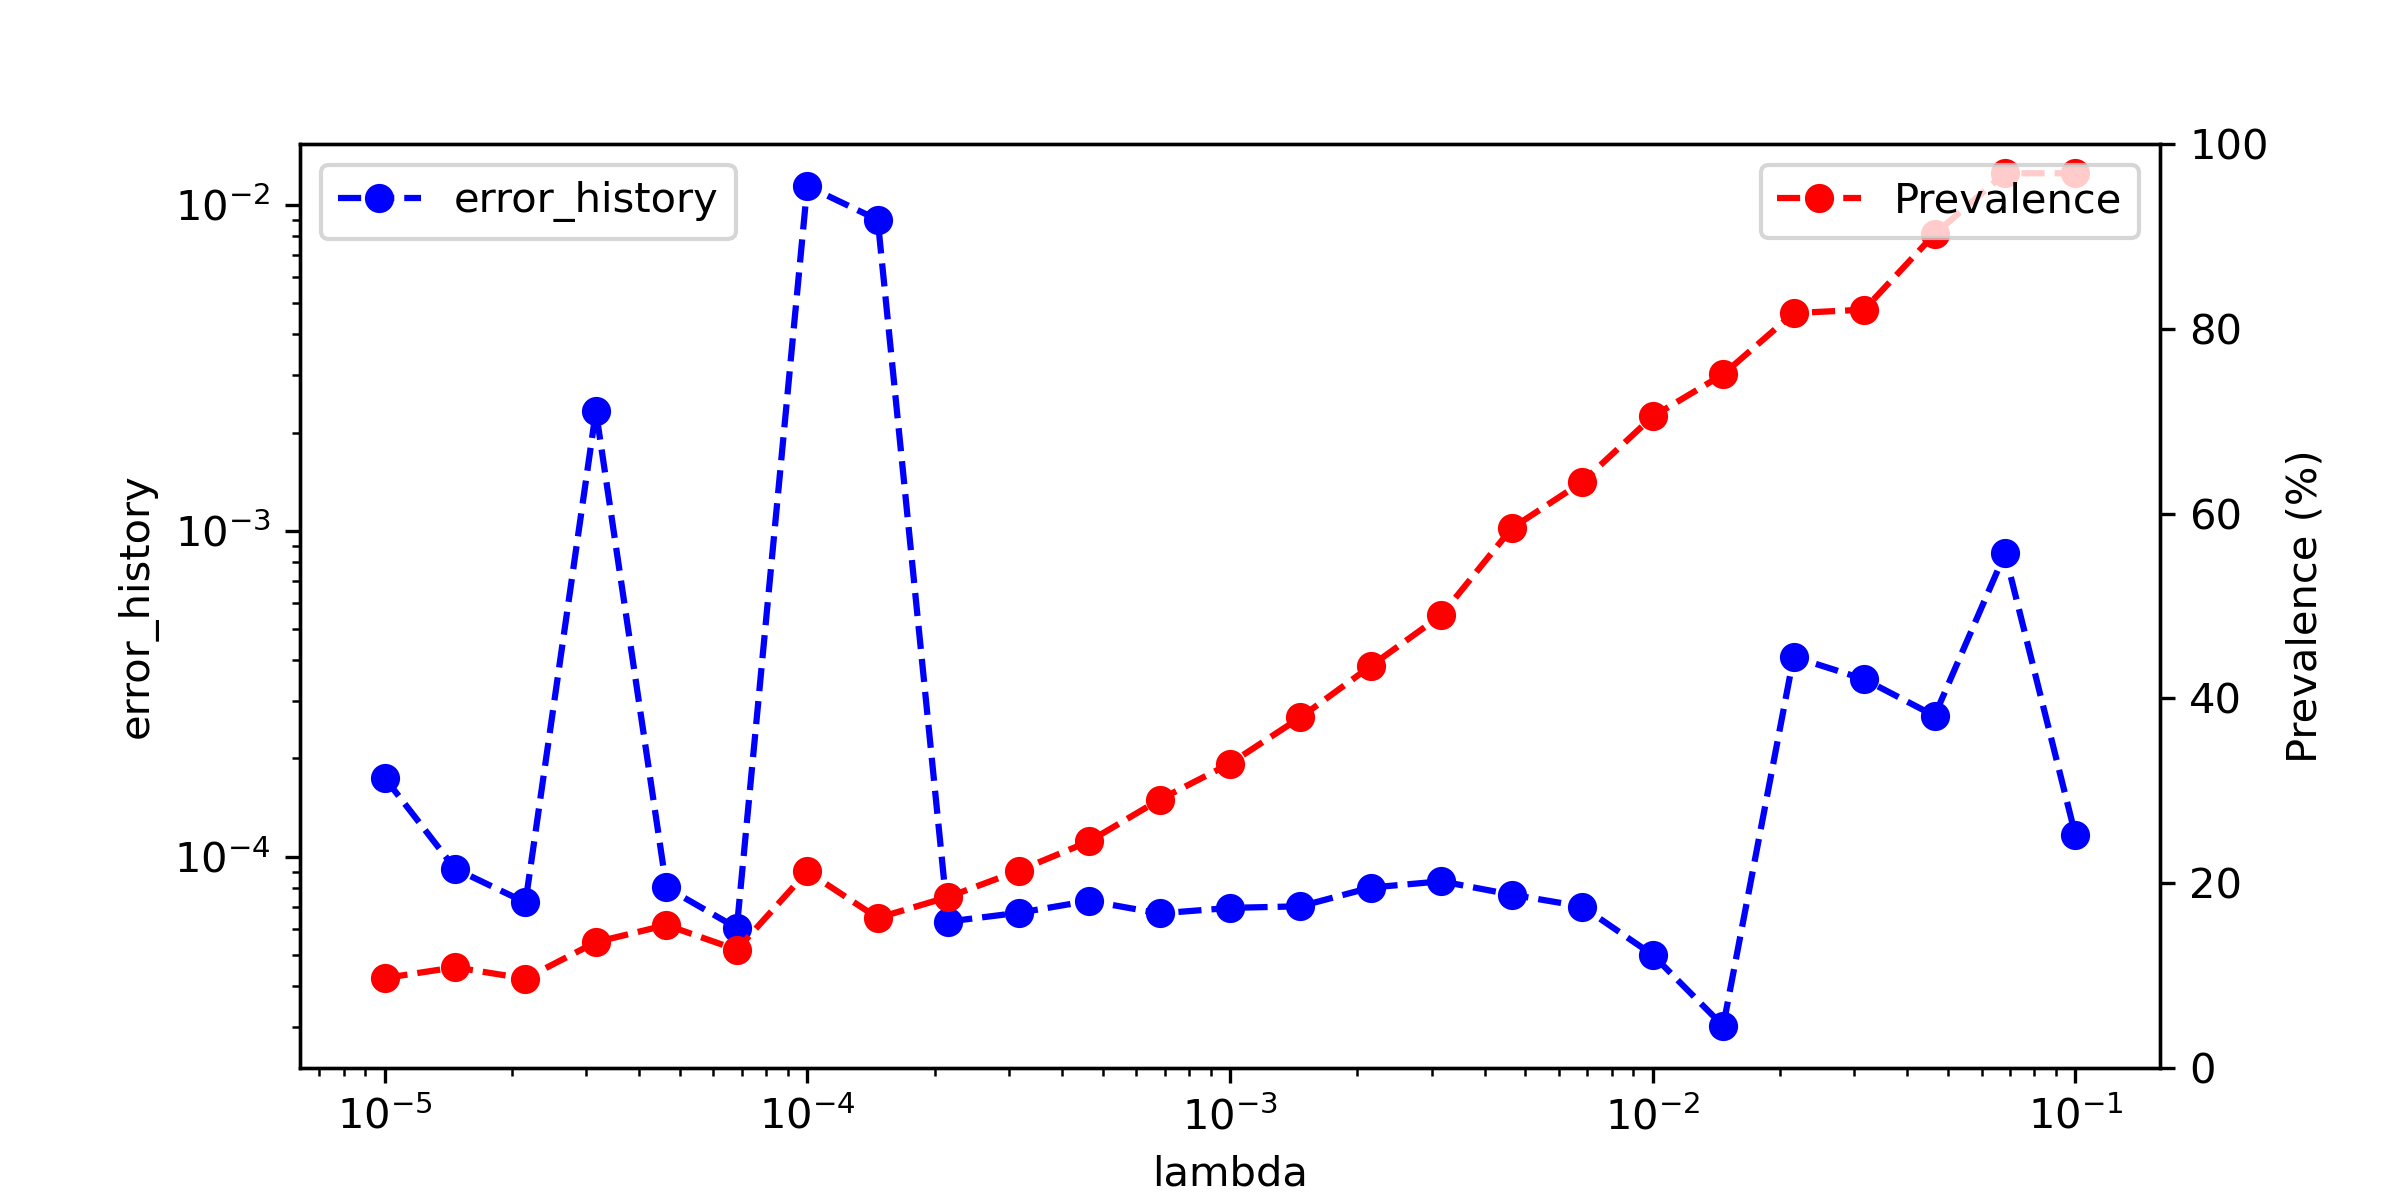 error_history
Prevalence
10⁻²
10⁻³
10⁻⁴
error_history
100
80
60
40
20
0
Prevalence (%)
10⁻⁵
10⁻⁴
10⁻³
10⁻²
10⁻¹
lambda